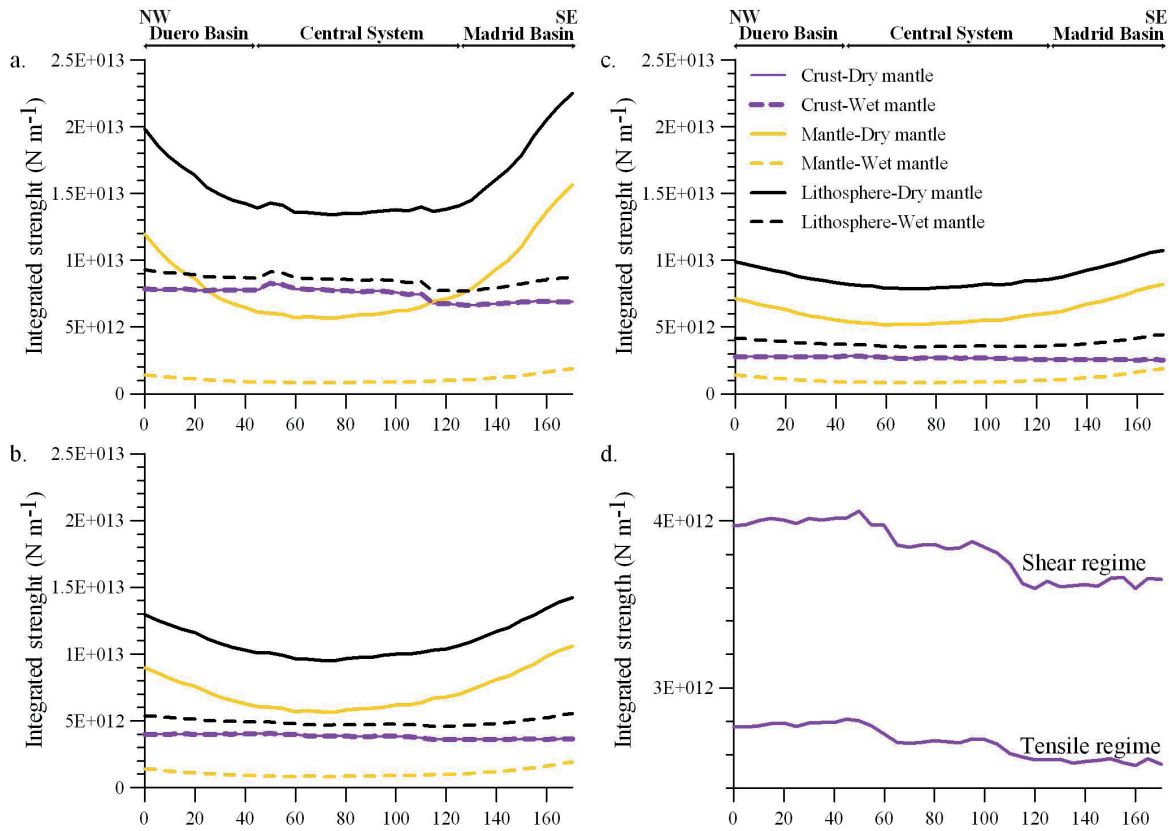 NW SE
Duero Basin Central System Madrid Basin
a.
2.5E+013
2E+013
1.5E+013
1E+013
5E+012
0
Integrated strenght (N m-1)
0 20 40 60 80 100 120 140 160
NW SE
Duero Basin Central System Madrid Basin
c.
2.5E+013
2E+013
1.5E+013
1E+013
5E+012
0
Integrated strenght (N m-1)
Crust-Dry mantle
Crust-Wet mantle
Mantle-Dry mantle
Mantle-Wet mantle
Lithosphere-Dry mantle
Lithosphere-Wet mantle
0 20 40 60 80 100 120 140 160
b.
2.5E+013
2E+013
1.5E+013
1E+013
5E+012
0
Integrated strenght (N m-1)
0 20 40 60 80 100 120 140 160
d.
4E+012
3E+012
Integrated strength (N m-1)
Shear regime
Tensile regime
0 20 40 60 80 100 120 140 160